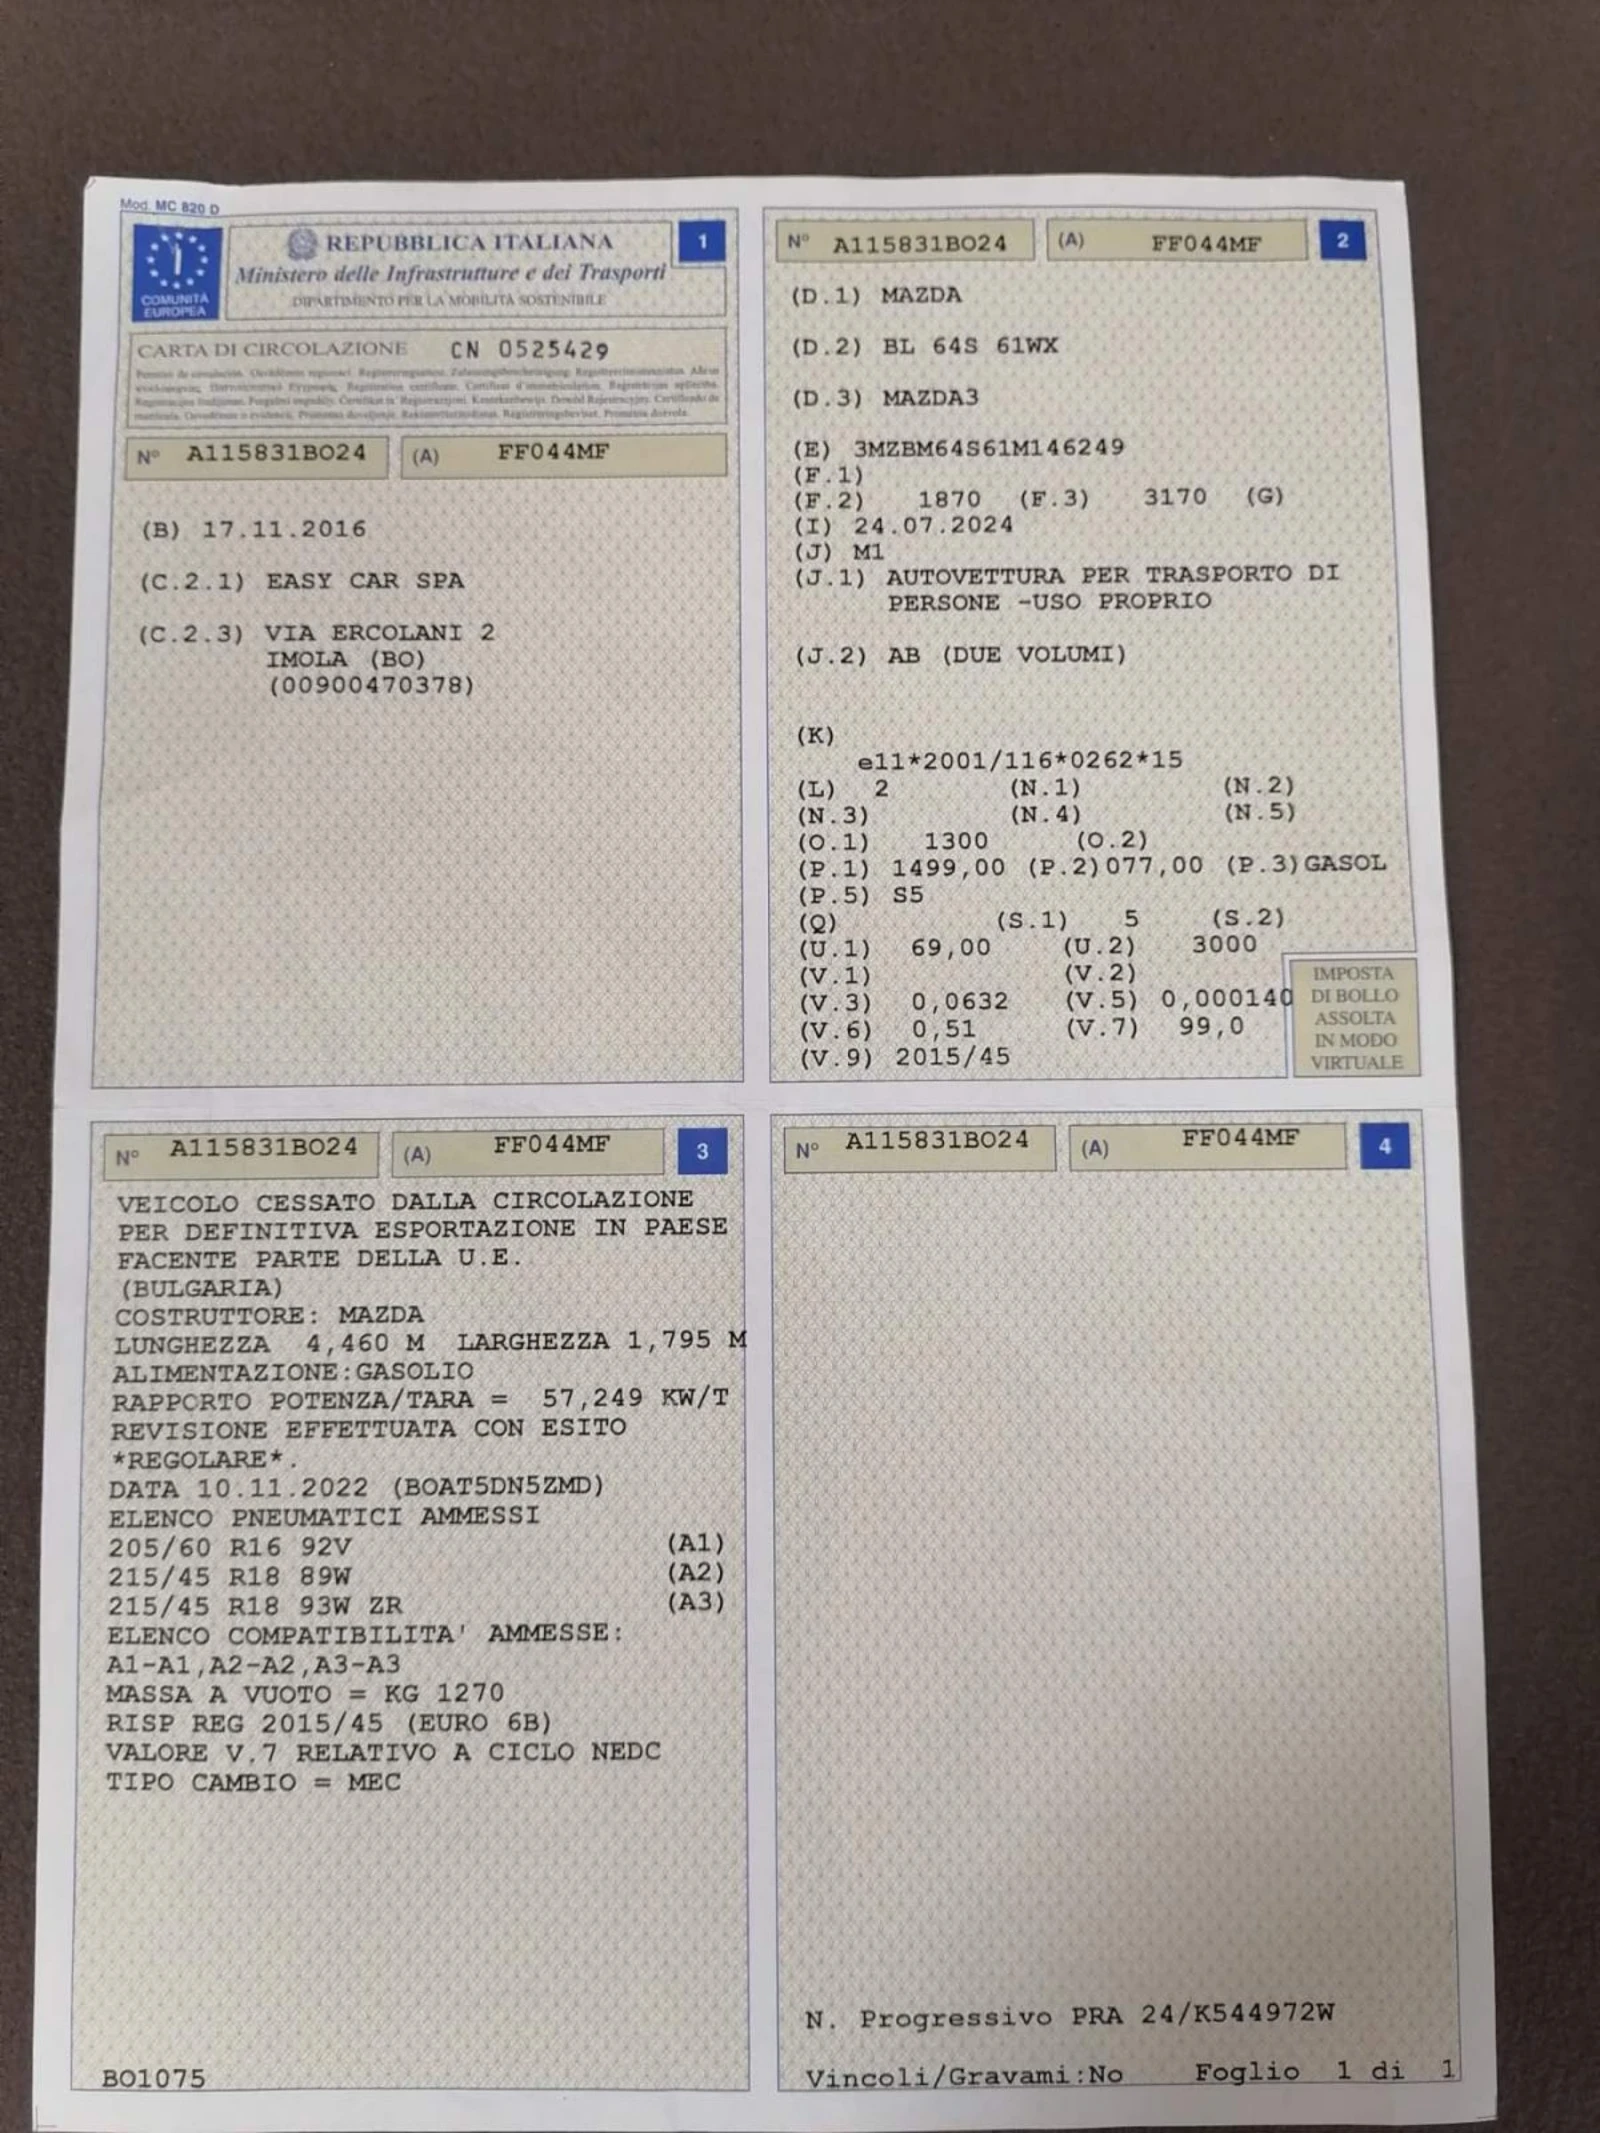 Mod. MC 820 D
COMUNITÀ
EUROPEA
REPUBBLICA ITALIANA
1
Ministero delle Infrastrutture e dei Trasporti
DIPARTIMENTO PER LA MOBILITÀ SOSTENIBILE
CARTA DI CIRCOLAZIONE CN 0525429
N° A115831BO24 (A) FF044MF
(B) 17.11.2016
(C.2.1) EASY CAR SPA
(C.2.3) VIA ERCOLANI 2
IMOLA (BO)
(00900470378)
N° A115831BO24 (A) FF044MF 2
(D.1) MAZDA
(D.2) BL 64S 61WX
(D.3) MAZDA3
(E) 3MZBM64S61M146249
(F.1)
(F.2) 1870 (F.3) 3170 (G)
(I) 24.07.2024
(J) M1
(J.1) AUTOVETTURA PER TRASPORTO DI
PERSONE -USO PROPRIO
(J.2) AB (DUE VOLUMI)
(K)
e11*2001/116*0262*15
(L) 2 (N.1) (N.2)
(N.3) (N.4) (N.5)
(O.1) 1300 (O.2)
(P.1) 1499,00 (P.2)077,00 (P.3)GASOL
(P.5) S5
(Q) (S.1) 5 (S.2)
(U.1) 69,00 (U.2) 3000
(V.1) (V.2)
(V.3) 0,0632 (V.5) 0,000140
(V.6) 0,51 (V.7) 99,0
(V.9) 2015/45
IMPOSTA
DI BOLLO
ASSOLTA
IN MODO
VIRTUALE
N° A115831BO24 (A) FF044MF 3
VEICOLO CESSATO DALLA CIRCOLAZIONE
PER DEFINITIVA ESPORTAZIONE IN PAESE
FACENTE PARTE DELLA U.E.
(BULGARIA)
COSTRUTTORE: MAZDA
LUNGHEZZA 4,460 M LARGHEZZA 1,795 M
ALIMENTAZIONE:GASOLIO
RAPPORTO POTENZA/TARA = 57,249 KW/T
REVISIONE EFFETTUATA CON ESITO
*REGOLARE*.
DATA 10.11.2022 (BOAT5DN5ZMD)
ELENCO PNEUMATICI AMMESSI
205/60 R16 92V (A1)
215/45 R18 89W (A2)
215/45 R18 93W ZR (A3)
ELENCO COMPATIBILITA' AMMESSE:
A1-A1,A2-A2,A3-A3
MASSA A VUOTO = KG 1270
RISP REG 2015/45 (EURO 6B)
VALORE V.7 RELATIVO A CICLO NEDC
TIPO CAMBIO = MEC
BO1075
N° A115831BO24 (A) FF044MF 4
N. Progressivo PRA 24/K544972W
Vincoli/Gravami:No Foglio 1 di 1